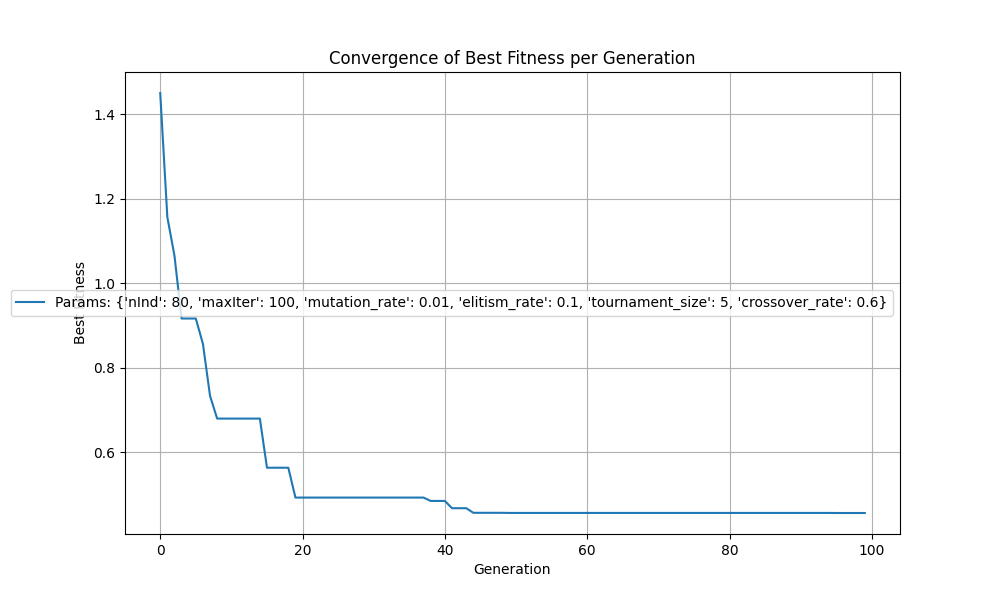 Convergence of Best Fitness per Generation
1.4
1.2
1.0
Params: {'nInd': 80, 'maxIter': 100, 'mutation_rate': 0.01, 'elitism_rate': 0.1, 'tournament_size': 5, 'crossover_rate': 0.6}
Best Fitness
0.8
0.6
0
20
40
60
80
100
Generation